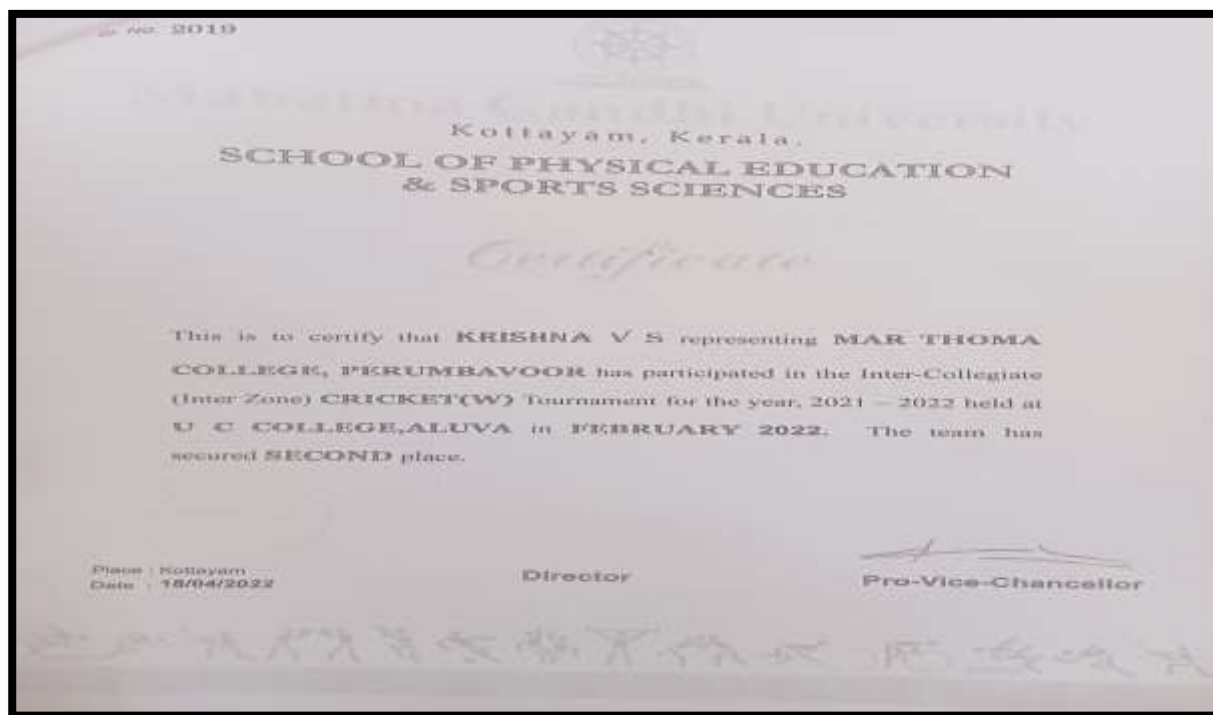 no. 2019
Mahatma Gandhi University
Kottayam, Kerala.
SCHOOL OF PHYSICAL EDUCATION
& SPORTS SCIENCES
Certificate
This is to certify that KRISHNA V S representing MAR THOMA
COLLEGE, PERUMBAVOOR has participated in the Inter-Collegiate
(Inter Zone) CRICKET(W) Tournament for the year, 2021 – 2022 held at
U C COLLEGE,ALUVA in FEBRUARY 2022. The team has
secured SECOND place.
Place : Kottayam
Date : 18/04/2022
Director
Pro-Vice-Chancellor